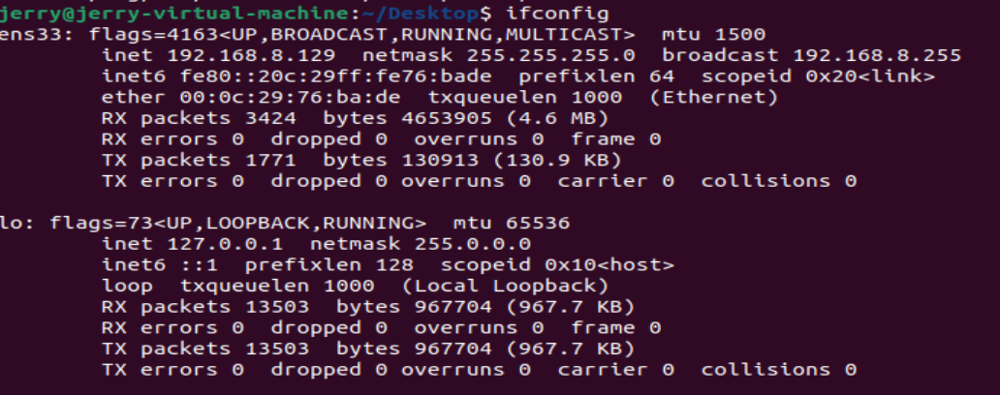 jerry@jerry-virtual-machine:~/Desktop$ ifconfig
ens33: flags=4163<UP,BROADCAST,RUNNING,MULTICAST>  mtu 1500
        inet 192.168.8.129  netmask 255.255.255.0  broadcast 192.168.8.255
        inet6 fe80::20c:29ff:fe76:bade  prefixlen 64  scopeid 0x20<link>
        ether 00:0c:29:76:ba:de  txqueuelen 1000  (Ethernet)
        RX packets 3424  bytes 4653905 (4.6 MB)
        RX errors 0  dropped 0  overruns 0  frame 0
        TX packets 1771  bytes 130913 (130.9 KB)
        TX errors 0  dropped 0 overruns 0  carrier 0  collisions 0

lo: flags=73<UP,LOOPBACK,RUNNING>  mtu 65536
        inet 127.0.0.1  netmask 255.0.0.0
        inet6 ::1  prefixlen 128  scopeid 0x10<host>
        loop  txqueuelen 1000  (Local Loopback)
        RX packets 13503  bytes 967704 (967.7 KB)
        RX errors 0  dropped 0  overruns 0  frame 0
        TX packets 13503  bytes 967704 (967.7 KB)
        TX errors 0  dropped 0 overruns 0  carrier 0  collisions 0